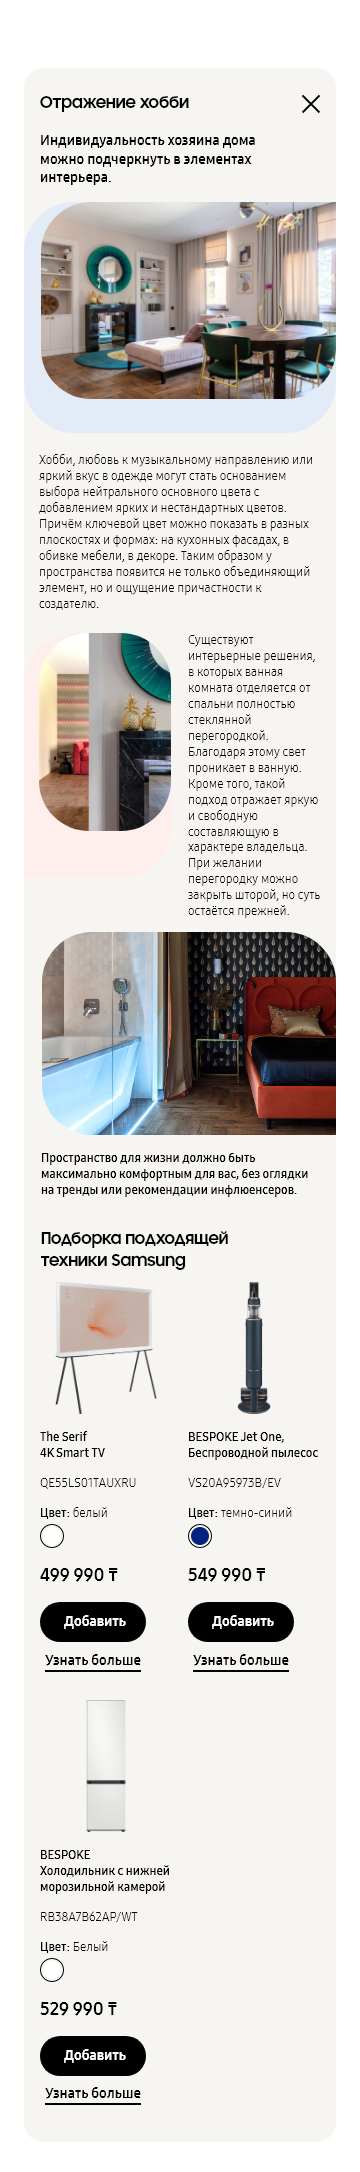 Отражение хобби
Индивидуальность хозяина дома
можно подчеркнуть в элементах
интерьера.
Хобби, любовь к музыкальному направлению или
яркий вкус в одежде могут стать основанием
выбора нейтрального основного цвета с
добавлением ярких и нестандартных цветов.
Причём ключевой цвет можно показать в разных
плоскостях и формах: на кухонных фасадах, в
обивке мебели, в декоре. Таким образом у
пространства появится не только объединяющий
элемент, но и ощущение причастности к
создателю.
Существуют
интерьерные решения,
в которых ванная
комната отделяется от
спальни полностью
стеклянной
перегородкой.
Благодаря этому свет
проникает в ванную.
Кроме того, такой
подход отражает яркую
и свободную
составляющую в
характере владельца.
При желании
перегородку можно
закрыть шторой, но суть
остаётся прежней.
Пространство для жизни должно быть
максимально комфортным для вас, без оглядки
на тренды или рекомендации инфлюенсеров.
Подборка подходящей
техники Samsung
The Serif
4K Smart TV
QE55LS01TAUXRU
Цвет: белый
499 990 ₸
Добавить
Узнать больше
BESPOKE Jet One,
Беспроводной пылесос
VS20A95973B/EV
Цвет: темно-синий
549 990 ₸
Добавить
Узнать больше
BESPOKE
Холодильник с нижней
морозильной камерой
RB38A7B62AP/WT
Цвет: Белый
529 990 ₸
Добавить
Узнать больше